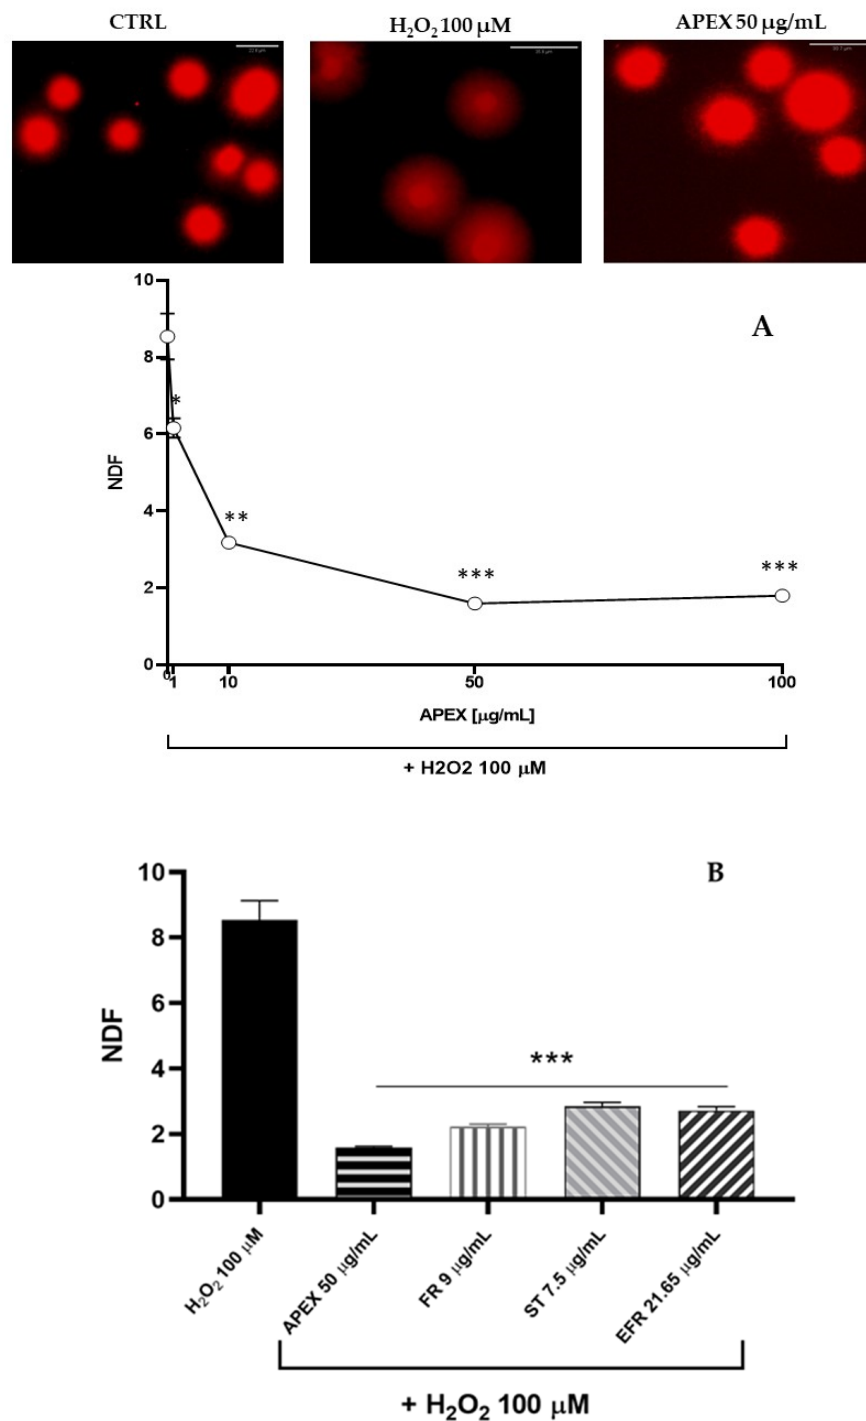 CTRL
H₂O₂ 100 μM
APEX 50 μg/mL
10
A
8
*
6
NDF
4
**
***
***
2
0
0
1
10
50
100
APEX [μg/mL]
+ H2O2 100 μM
B
10
8
NDF
6
***
4
2
0
H₂O₂ 100 μM
APEX 50 μg/mL
FR 9 μg/mL
ST 7.5 μg/mL
EFR 21.65 μg/mL
+ H₂O₂ 100 μM